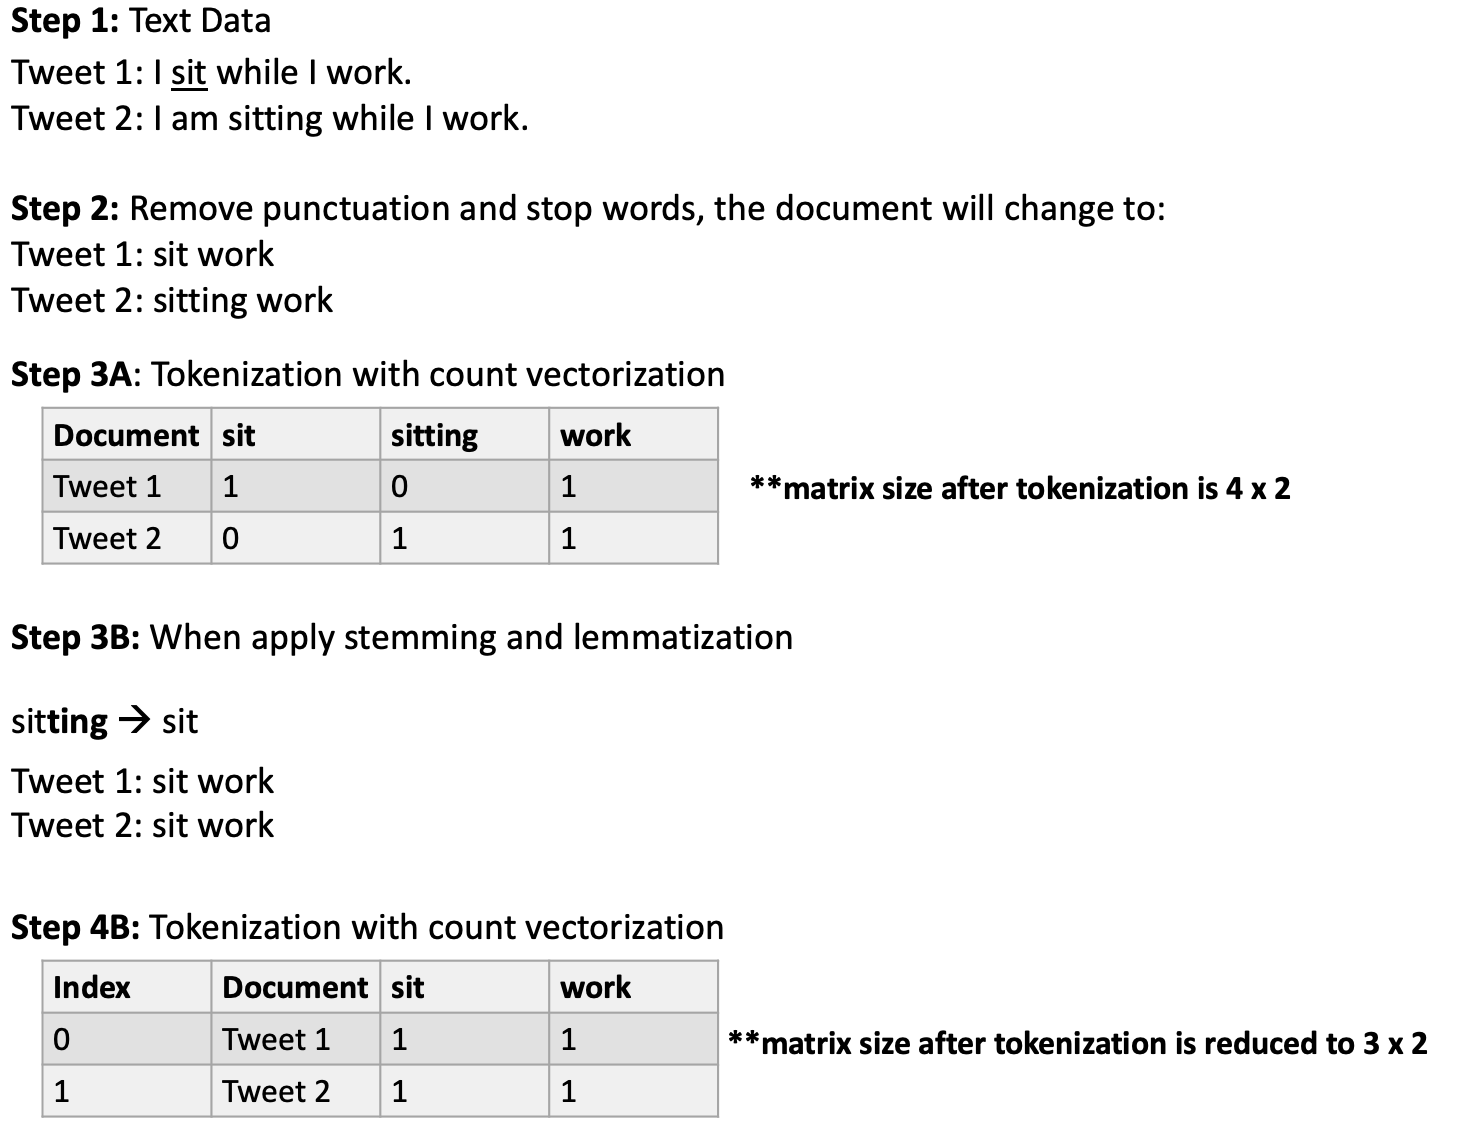 Step 1: Text Data
Tweet 1: I sit while I work.
Tweet 2: I am sitting while I work.
Step 2: Remove punctuation and stop words, the document will change to:
Tweet 1: sit work
Tweet 2: sitting work
Step 3A: Tokenization with count vectorization
Document sit sitting work
Tweet 1 1 0 1
**matrix size after tokenization is 4 x 2
Tweet 2 0 1 1
Step 3B: When apply stemming and lemmatization
sitting → sit
Tweet 1: sit work
Tweet 2: sit work
Step 4B: Tokenization with count vectorization
Index Document sit work
0 Tweet 1 1 1
**matrix size after tokenization is reduced to 3 x 2
1 Tweet 2 1 1